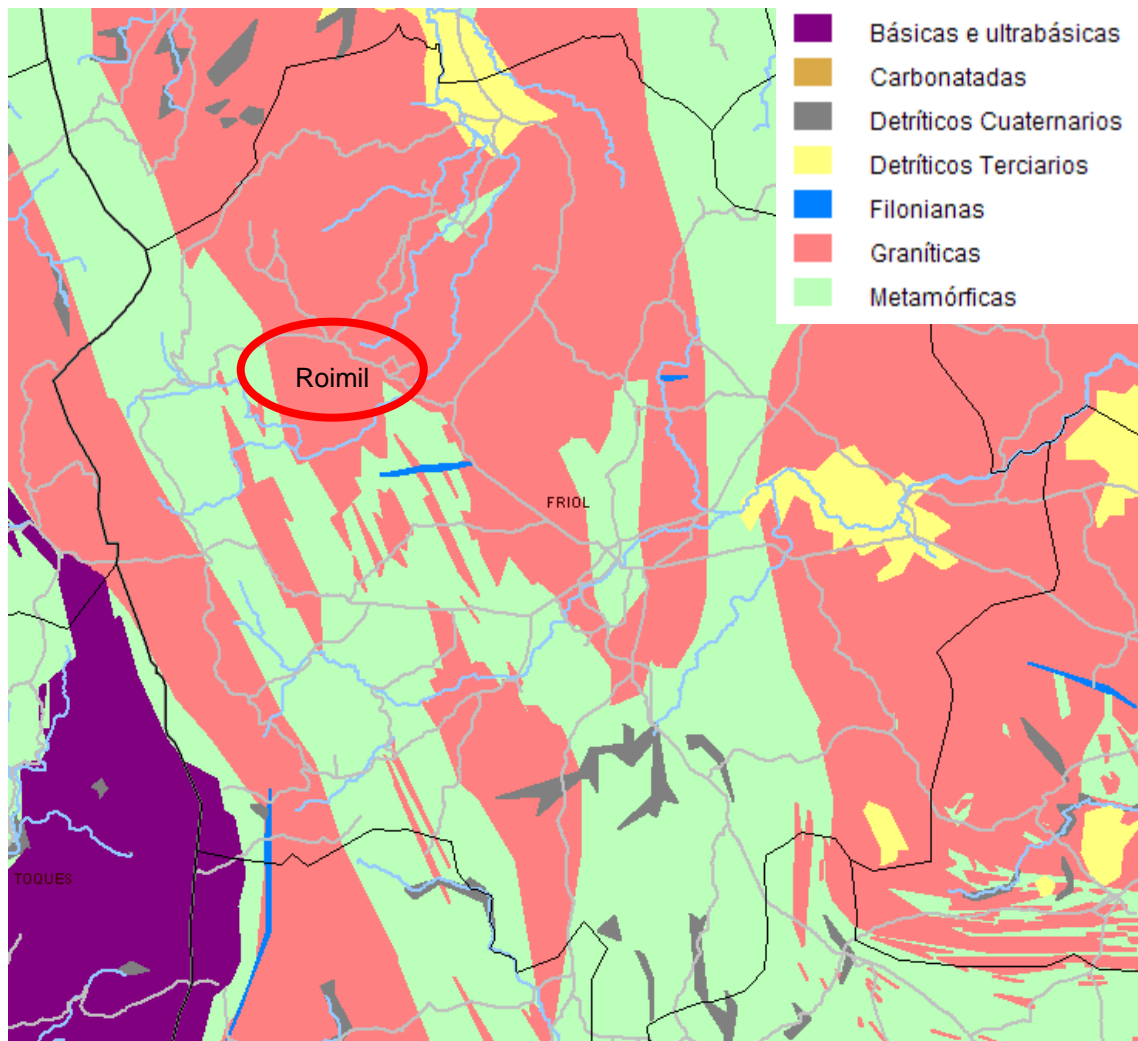 Básicas e ultrabásicas
Carbonatadas
Detríticos Cuaternarios
Detríticos Terciarios
Filonianas
Graníticas
Metamórficas
Roimil
FRIOL
TOQUES